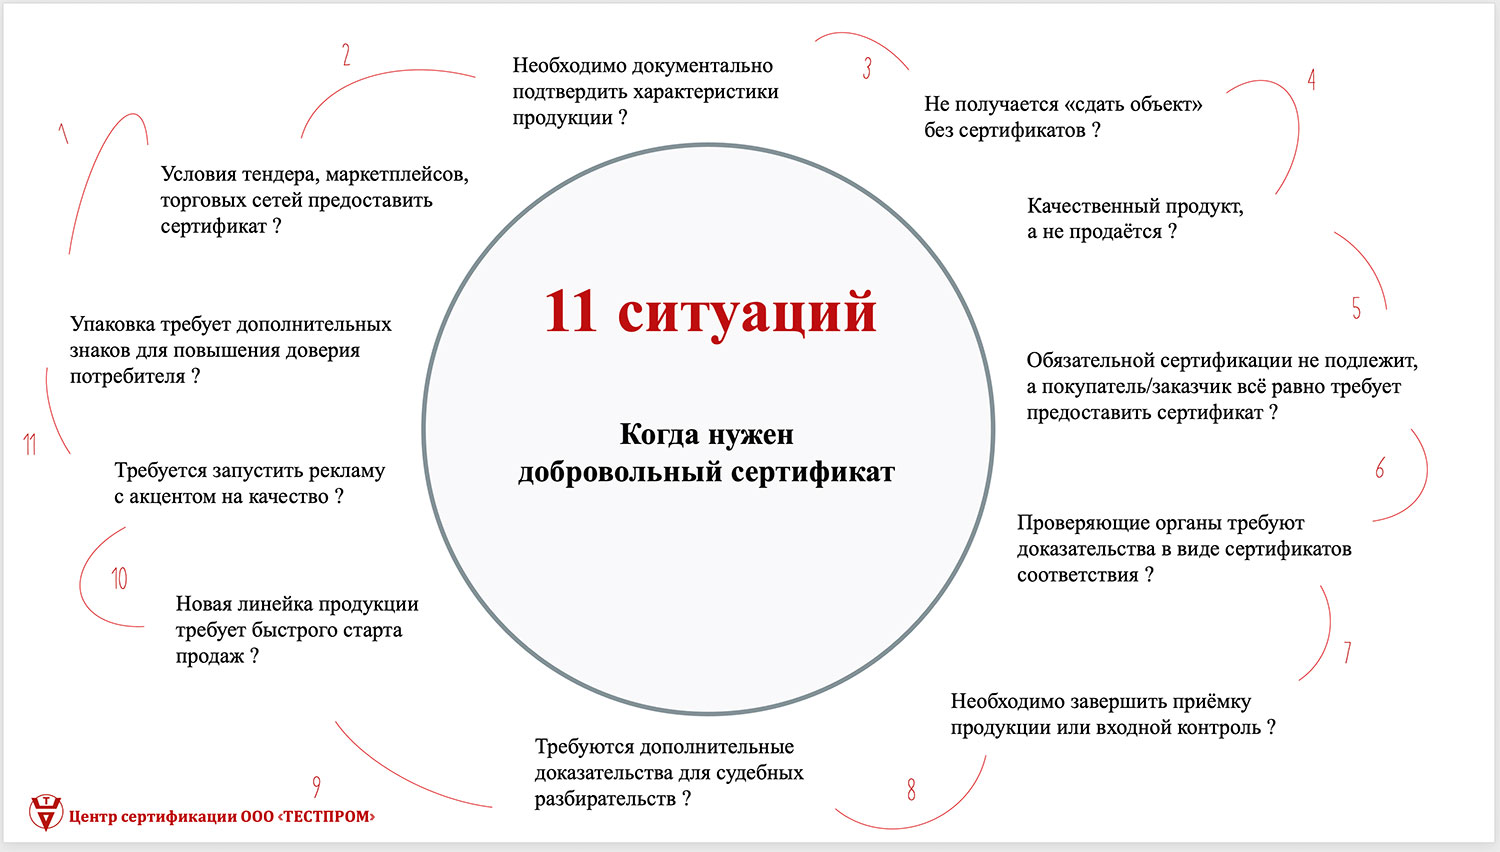 1
Условия тендера, маркетплейсов,
торговых сетей предоставить
сертификат ?
2
Необходимо документально
подтвердить характеристики
продукции ?
3
Не получается «сдать объект»
без сертификатов ?
4
Качественный продукт,
а не продаётся ?
5
Обязательной сертификации не подлежит,
а покупатель/заказчик всё равно требует
предоставить сертификат ?
6
Проверяющие органы требуют
доказательства в виде сертификатов
соответствия ?
7
Необходимо завершить приёмку
продукции или входной контроль ?
8
Требуются дополнительные
доказательства для судебных
разбирательств ?
9
Новая линейка продукции
требует быстрого старта
продаж ?
10
Требуется запустить рекламу
с акцентом на качество ?
11
Упаковка требует дополнительных
знаков для повышения доверия
потребителя ?
11 ситуаций
Когда нужен
добровольный сертификат
Центр сертификации ООО «ТЕСТПРОМ»